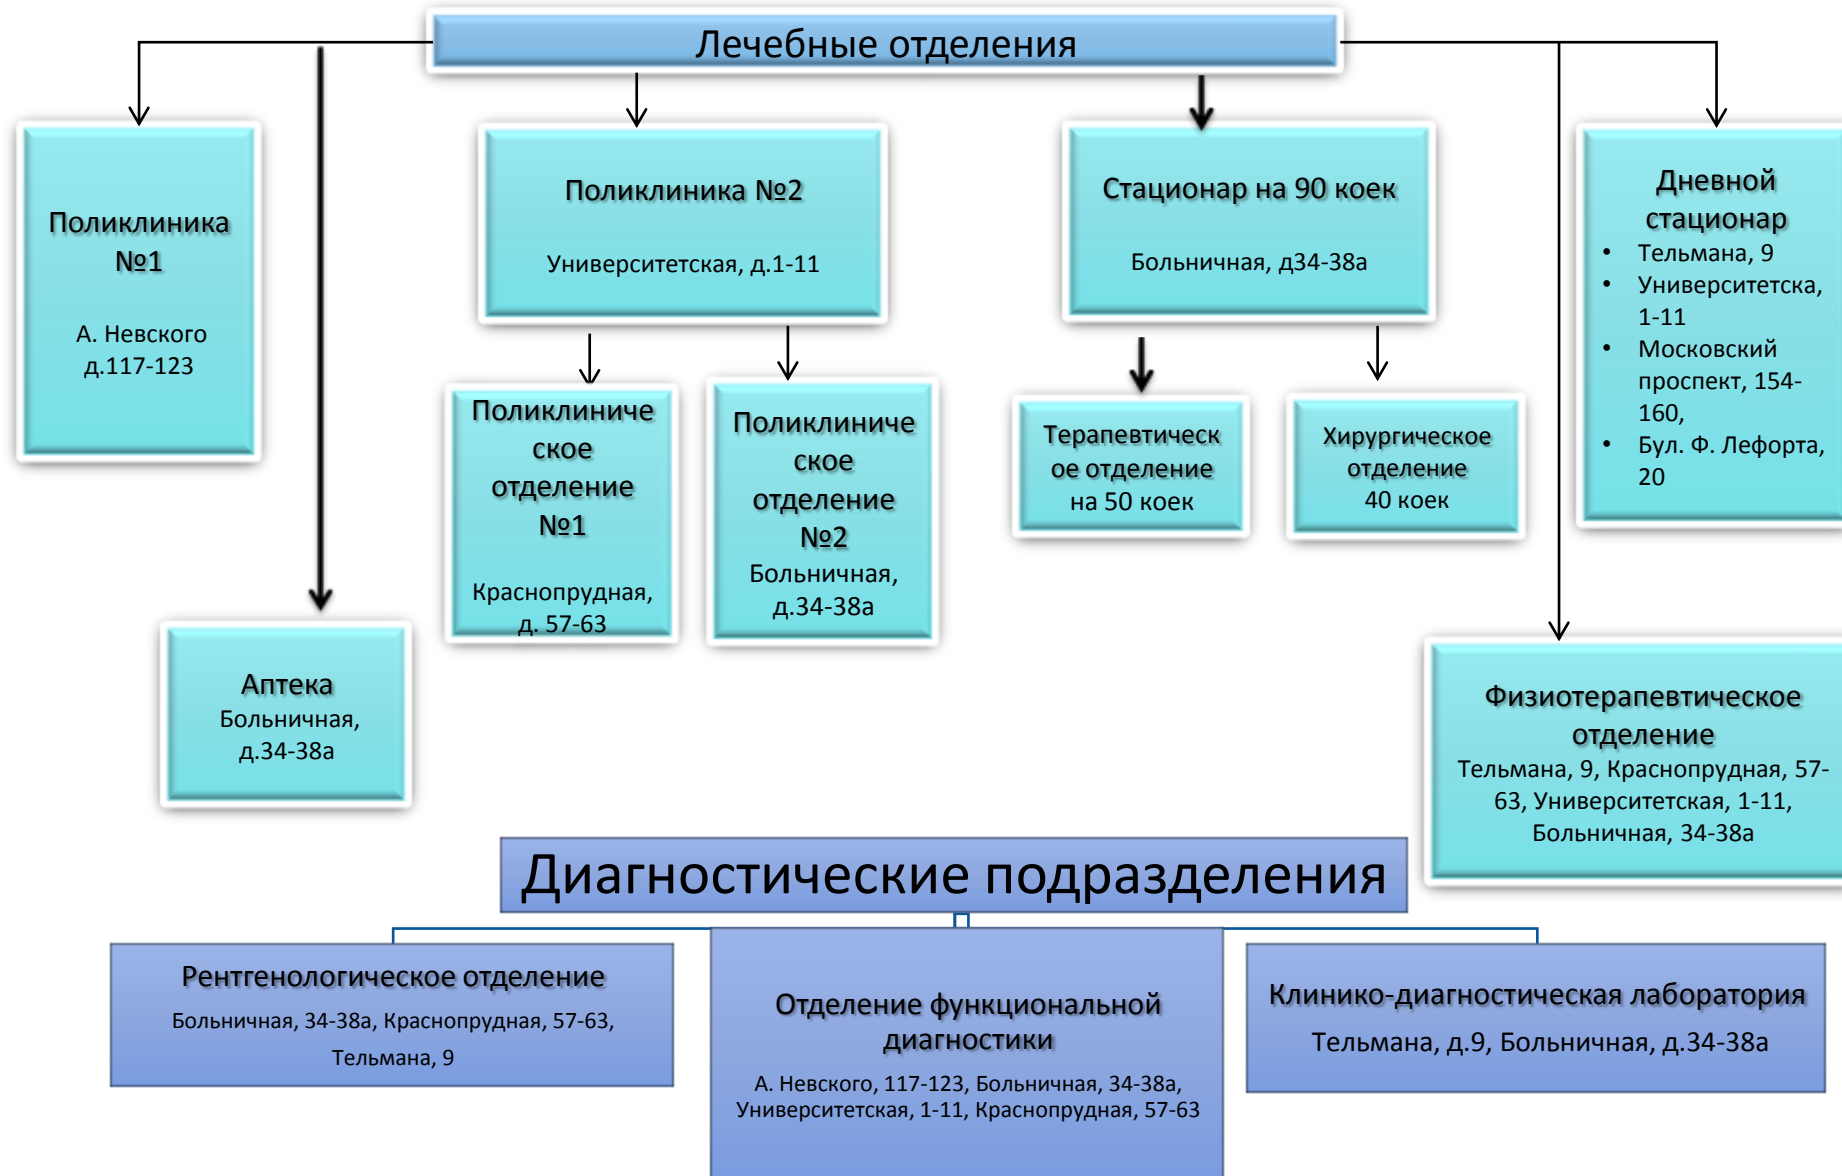 Лечебные отделения
Поликлиника
№1
А. Невского
д.117-123
Поликлиника №2
Университетская, д.1-11
Стационар на 90 коек
Больничная, д34-38а
Дневной
стационар
• Тельмана, 9
• Университетска,
1-11
• Московский
проспект, 154-
160,
• Бул. Ф. Лефорта,
20
Поликлиниче
ское
отделение
№1
Краснопрудная,
д. 57-63
Поликлиниче
ское
отделение
№2
Больничная,
д.34-38а
Терапевтическ
ое отделение
на 50 коек
Хирургическое
отделение
40 коек
Аптека
Больничная,
д.34-38а
Физиотерапевтическое
отделение
Тельмана, 9, Краснопрудная, 57-
63, Университетская, 1-11,
Больничная, 34-38а
Диагностические подразделения
Рентгенологическое отделение
Больничная, 34-38а, Краснопрудная, 57-63,
Тельмана, 9
Отделение функциональной
диагностики
А. Невского, 117-123, Больничная, 34-38а,
Университетская, 1-11, Краснопрудная, 57-63
Клинико-диагностическая лаборатория
Тельмана, д.9, Больничная, д.34-38а